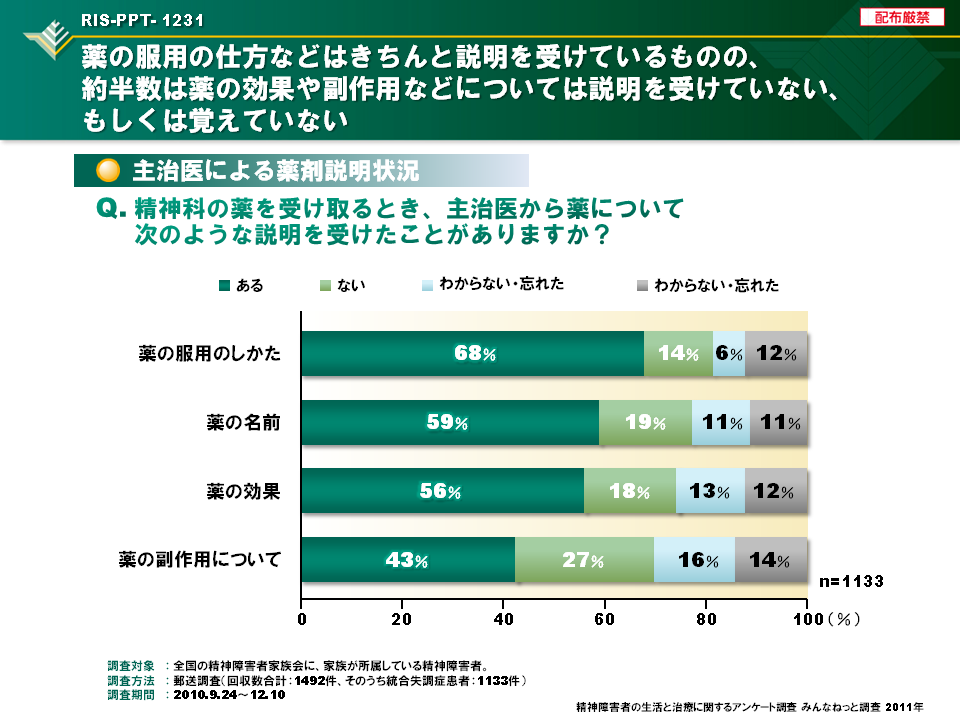 RIS-PPT- 1231
配布厳禁
薬の服用の仕方などはきちんと説明を受けているものの、
約半数は薬の効果や副作用などについては説明を受けていない、
もしくは覚えていない
主治医による薬剤説明状況
Q. 精神科の薬を受け取るとき、主治医から薬について
次のような説明を受けたことがありますか？
ある ない わからない・忘れた わからない・忘れた
薬の服用のしかた 68% 14% 6% 12%
薬の名前 59% 19% 11% 11%
薬の効果 56% 18% 13% 12%
薬の副作用について 43% 27% 16% 14%
n=1133
0 20 40 60 80 100 (%)
調査対象 ：全国の精神障害者家族会に、家族が所属している精神障害者。
調査方法 ：郵送調査（回収数合計：1492件、そのうち統合失調症患者：1133件）
調査期間 ：2010.9.24～12.10
精神障害者の生活と治療に関するアンケート調査 みんなねっと調査 2011年